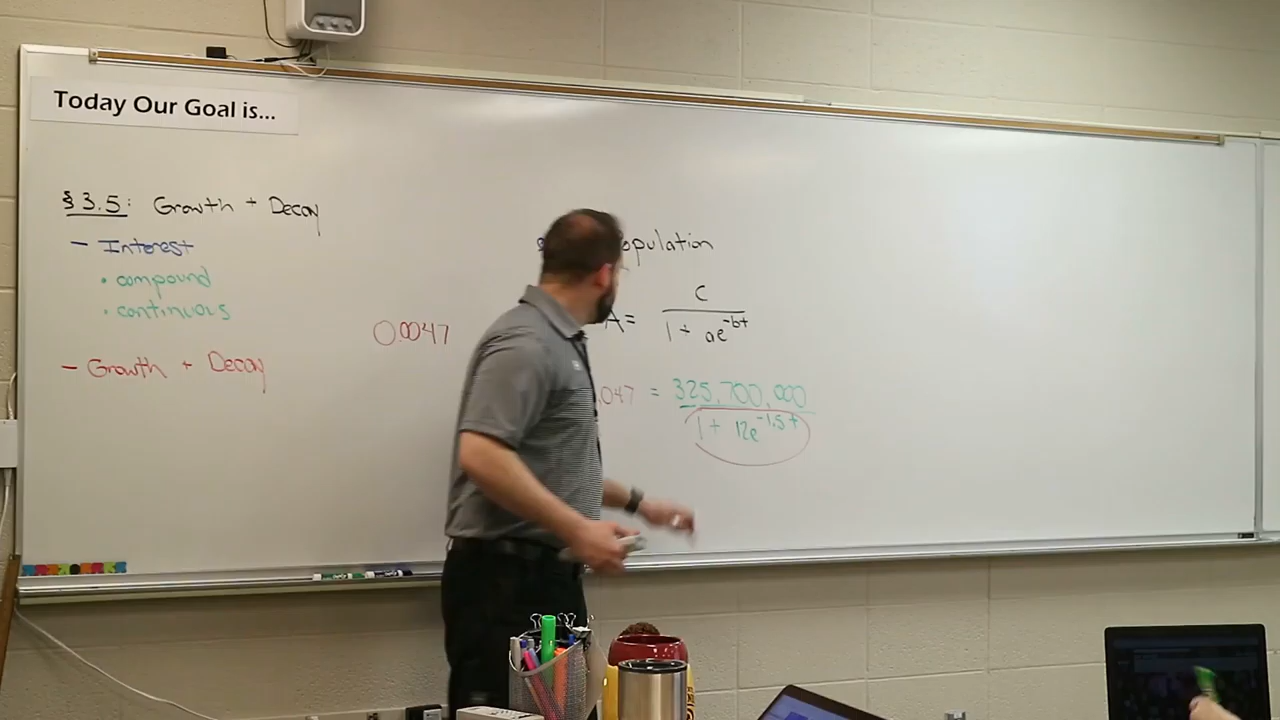 Today Our Goal is...
§ 3.5: Growth + Decay
- Interest
• compound
• continuous
- Growth + Decay
0.0047
opulation
A = C / 1 + ae^-bt
.047 = 325,700,000 / 1 + 12e^-1.5t